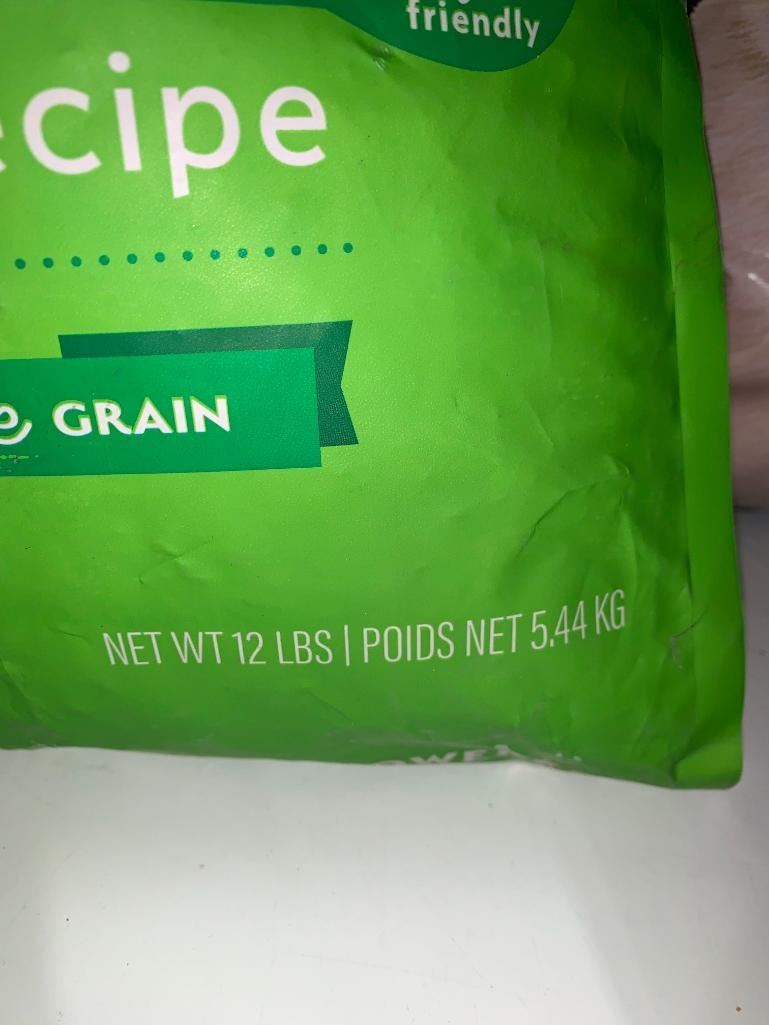 friendly
ecipe
e GRAIN
NET WT 12 LBS | POIDS NET 5.44 KG